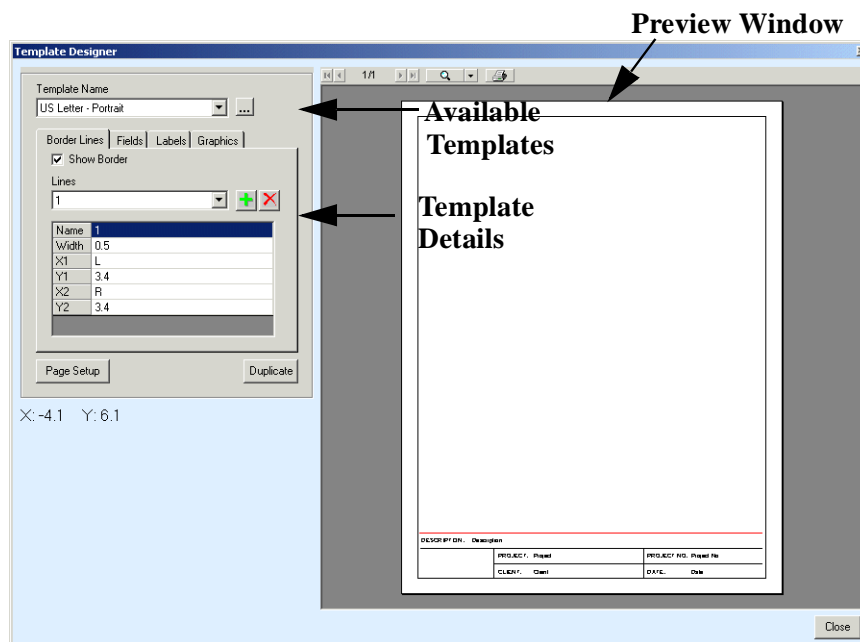 Preview Window
Template Designer
1/1
Template Name
US Letter - Portrait
...
Available
Templates
Border Lines Fields Labels Graphics
Show Border
Lines
1
Template
Details
Name 1
Width 0.5
X1 L
Y1 3.4
X2 R
Y2 3.4
Page Setup Duplicate
X: -4.1 Y: 6.1
DESCRIPTION. Description
PROJECT. Project PROJECT NO. Project No
CLIENT. Client DATE. Date
Close